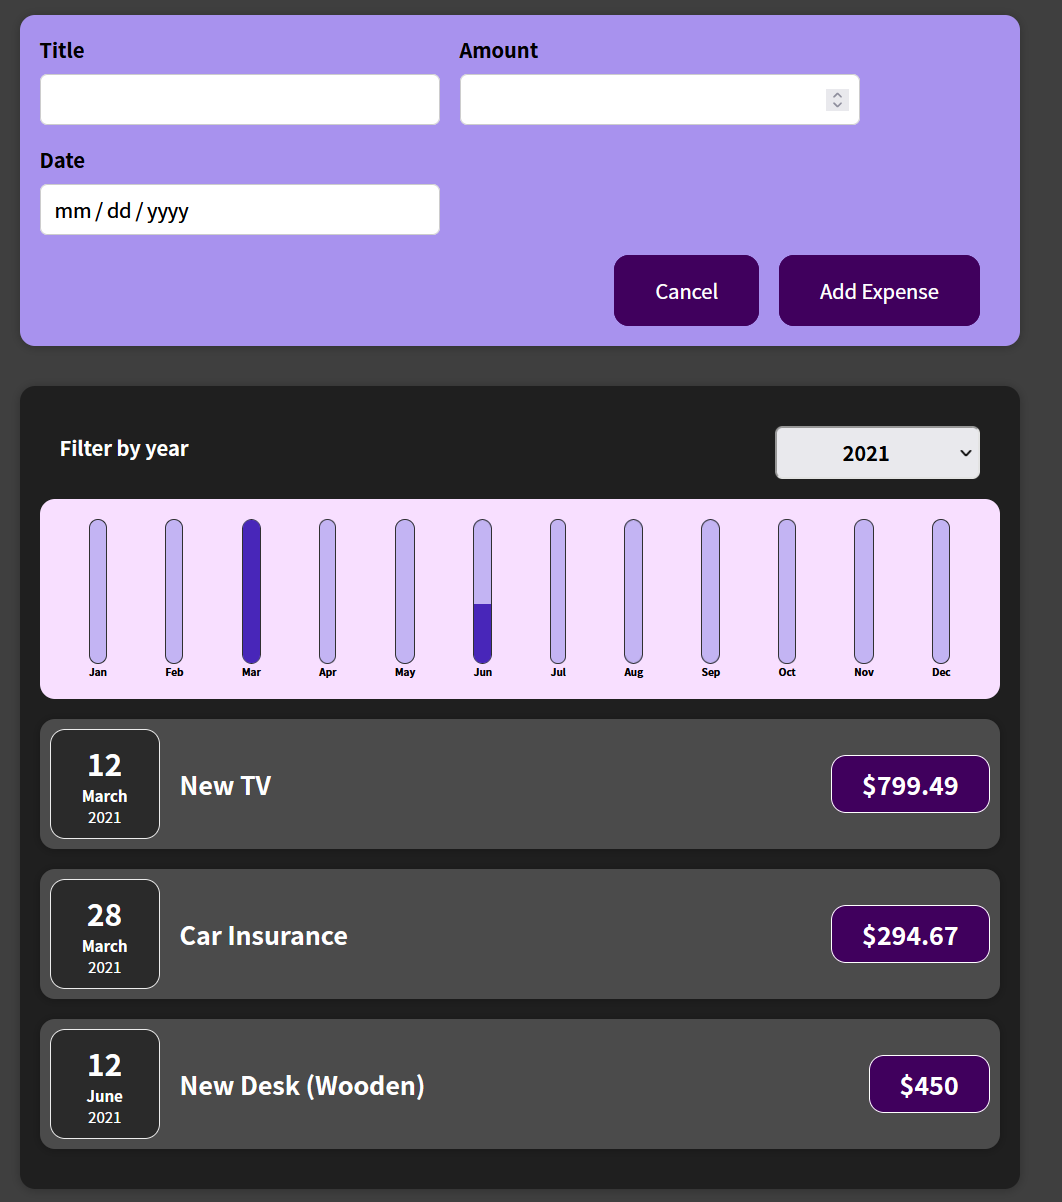 Title Amount
Date
mm / dd / yyyy
Cancel Add Expense
Filter by year 2021
Jan Feb Mar Apr May Jun Jul Aug Sep Oct Nov Dec
12
March
2021
New TV
$799.49
28
March
2021
Car Insurance
$294.67
12
June
2021
New Desk (Wooden)
$450